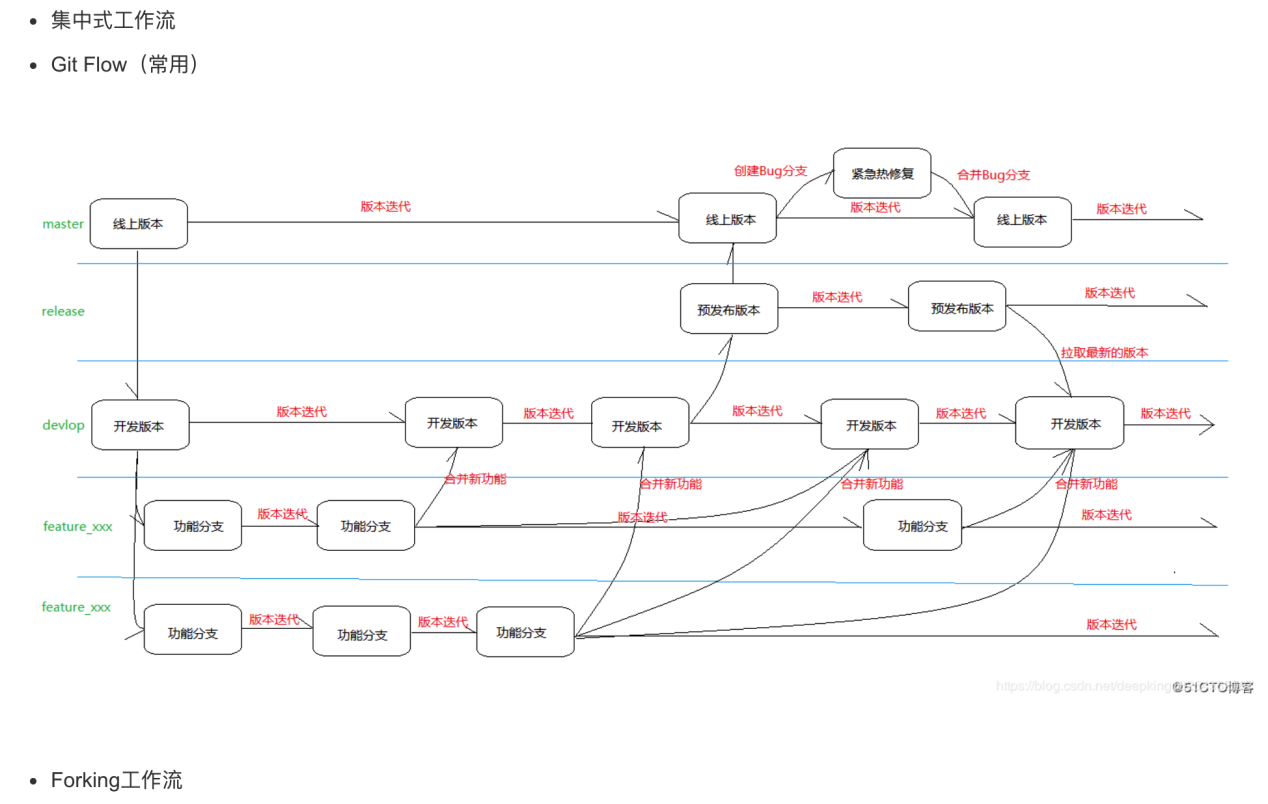 集中式工作流
Git Flow（常用）
创建Bug分支
紧急热修复
合并Bug分支
master
线上版本
版本迭代
线上版本
版本迭代
线上版本
版本迭代
release
预发布版本
版本迭代
预发布版本
版本迭代
拉取最新的版本
devlop
开发版本
版本迭代
开发版本
版本迭代
开发版本
版本迭代
开发版本
版本迭代
开发版本
版本迭代
合并新功能
合并新功能
合并新功能
合并新功能
feature_xxx
功能分支
版本迭代
功能分支
版本迭代
功能分支
版本迭代
feature_xxx
功能分支
版本迭代
功能分支
版本迭代
功能分支
版本迭代
https://blog.csdn.net/deepking
@51CTO博客
Forking工作流